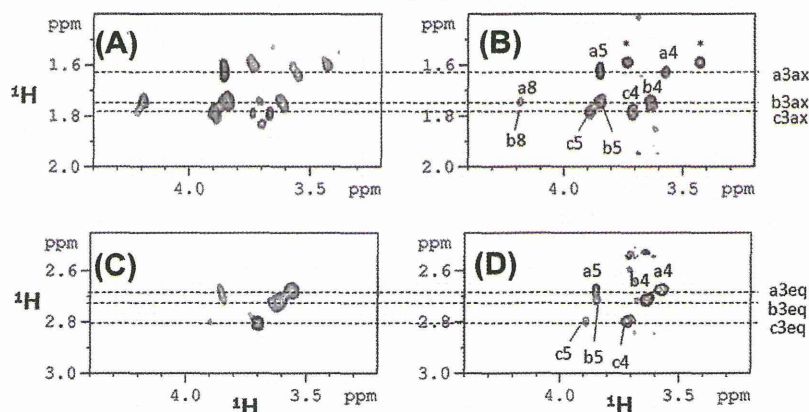 ppm
(A)
1.6
¹H
1.8
2.0
4.0
3.5
ppm
ppm
(B)
a5
*
a4
*
1.6
a8
c4
b4
1.8
b8
c5
b5
2.0
4.0
3.5
ppm
a3ax
b3ax
c3ax
ppm
(C)
2.6
¹H
2.8
3.0
4.0
¹H
3.5
ppm
ppm
(D)
a5
b4
a4
2.6
2.8
c5
b5
c4
3.0
4.0
¹H
3.5
ppm
a3eq
b3eq
c3eq